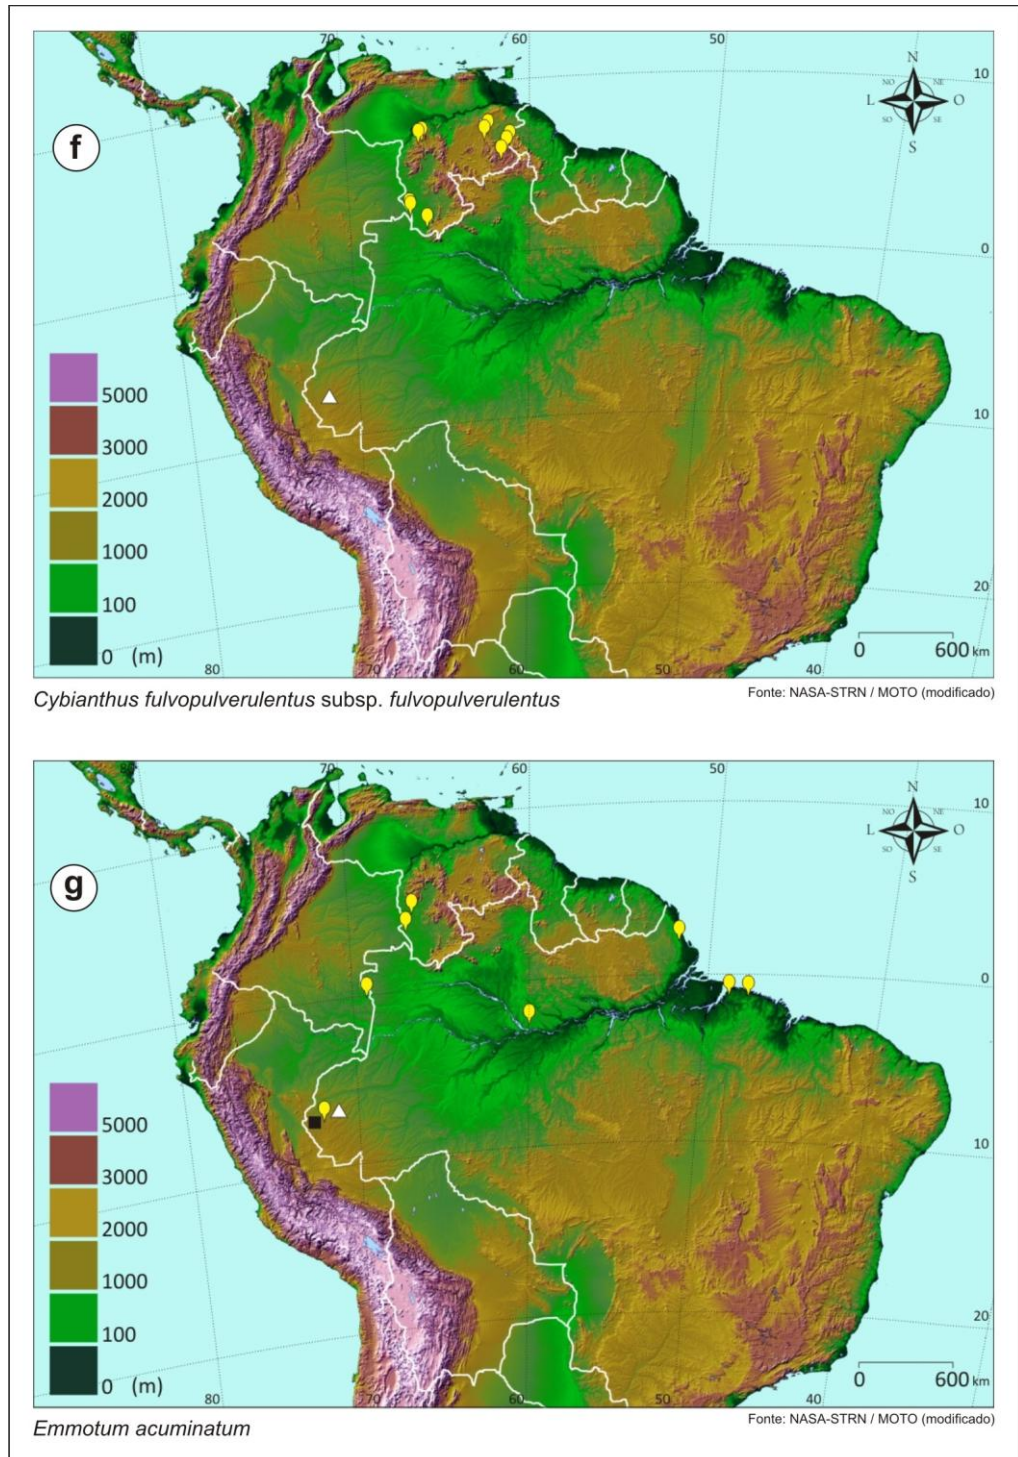 80
70
60
50
10
N
NO
NE
L
O
SO
SE
S
f
0
10
20
5000
3000
2000
1000
100
0 (m)
80
70
60
50
40
0
600 km
Cybianthus fulvopulverulentus subsp. fulvopulverulentus
Fonte: NASA-STRN / MOTO (modificado)
80
70
60
50
10
N
NO
NE
L
O
SO
SE
S
g
0
10
20
5000
3000
2000
1000
100
0 (m)
80
70
60
50
40
0
600 km
Emmotum acuminatum
Fonte: NASA-STRN / MOTO (modificado)